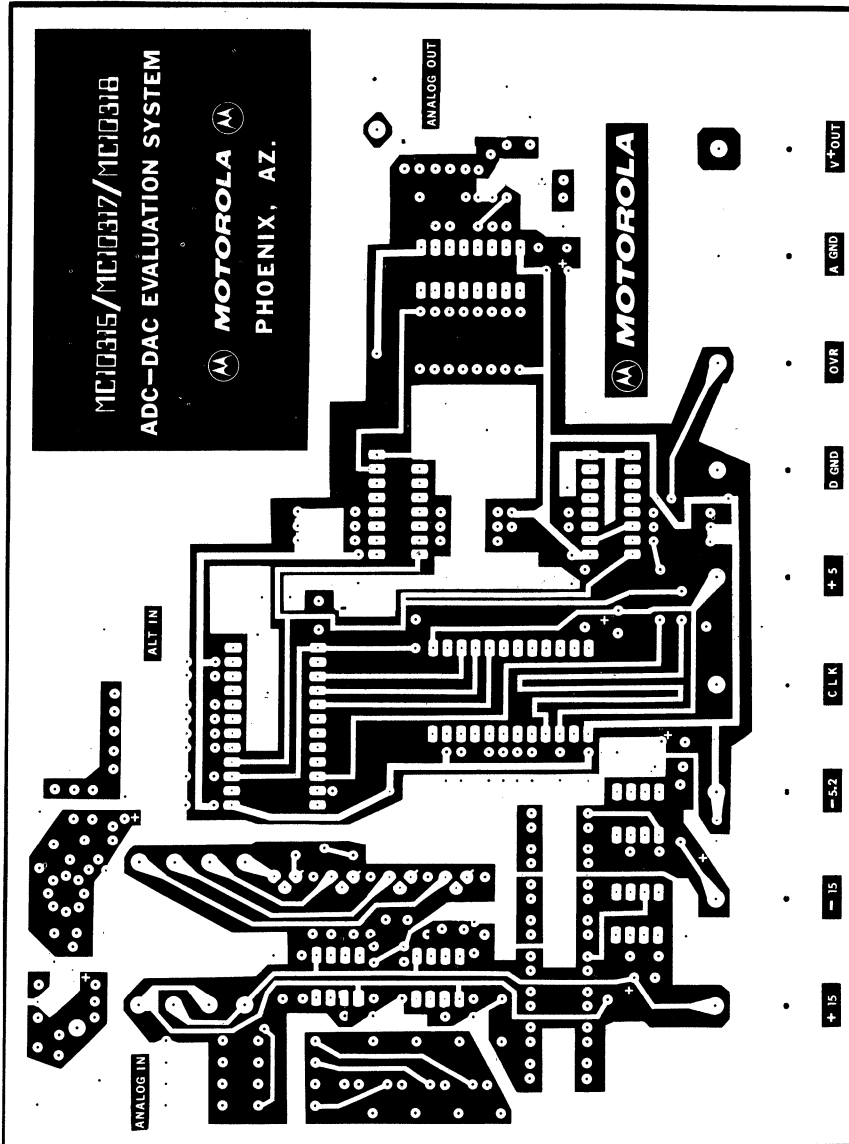 MC10315/MC10317/MC10318
ADC–DAC EVALUATION SYSTEM
MOTOROLA
PHOENIX, AZ.
ANALOG OUT
MOTOROLA
ALT IN
ANALOG IN
V+OUT
A GND
OVR
D GND
+ 5
CLK
–5.2
– 15
+ 15